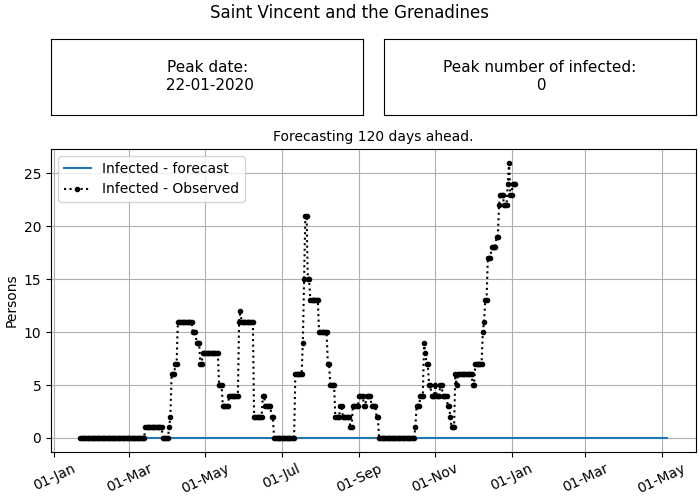 Saint Vincent and the Grenadines
Peak date:
22-01-2020
Peak number of infected:
0
Forecasting 120 days ahead.
Infected - forecast
Infected - Observed
Persons
25
20
15
10
5
0
01-Jan
01-Mar
01-May
01-Jul
01-Sep
01-Nov
01-Jan
01-Mar
01-May